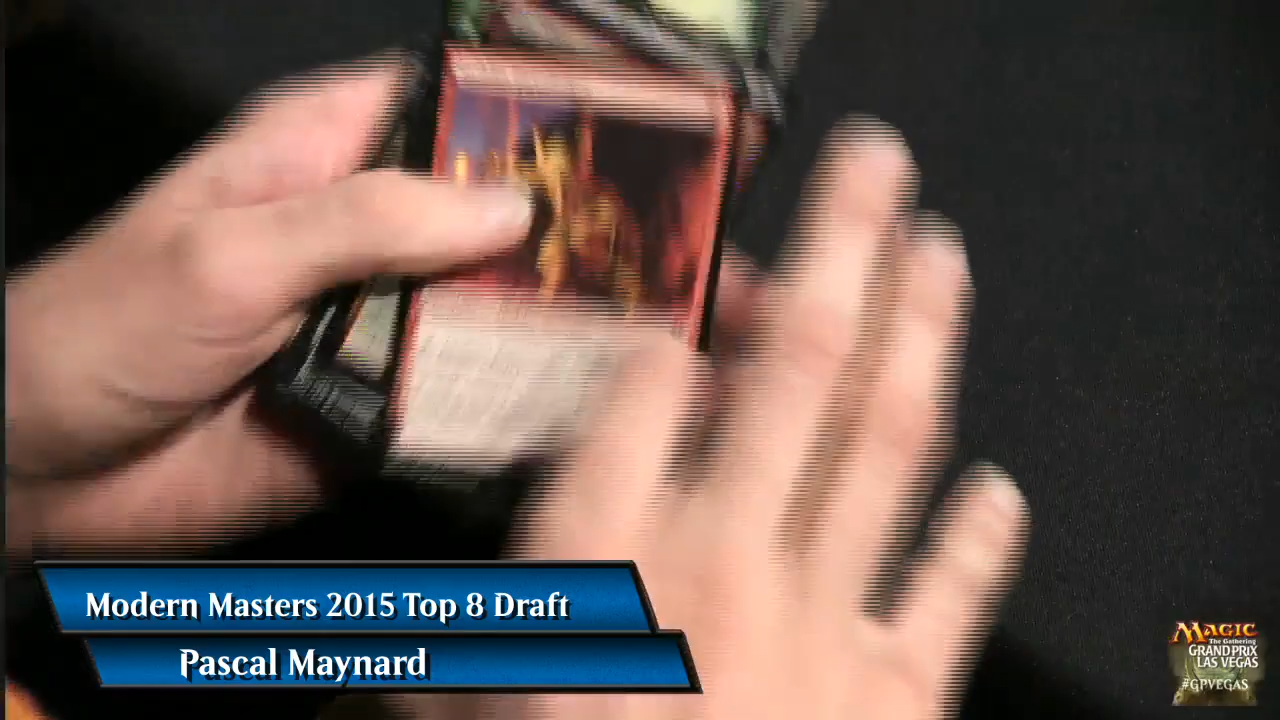 Modern Masters 2015 Top 8 Draft
Pascal Maynard
MAGIC
The Gathering
GRAND PRIX
LAS VEGAS
#GPVEGAS